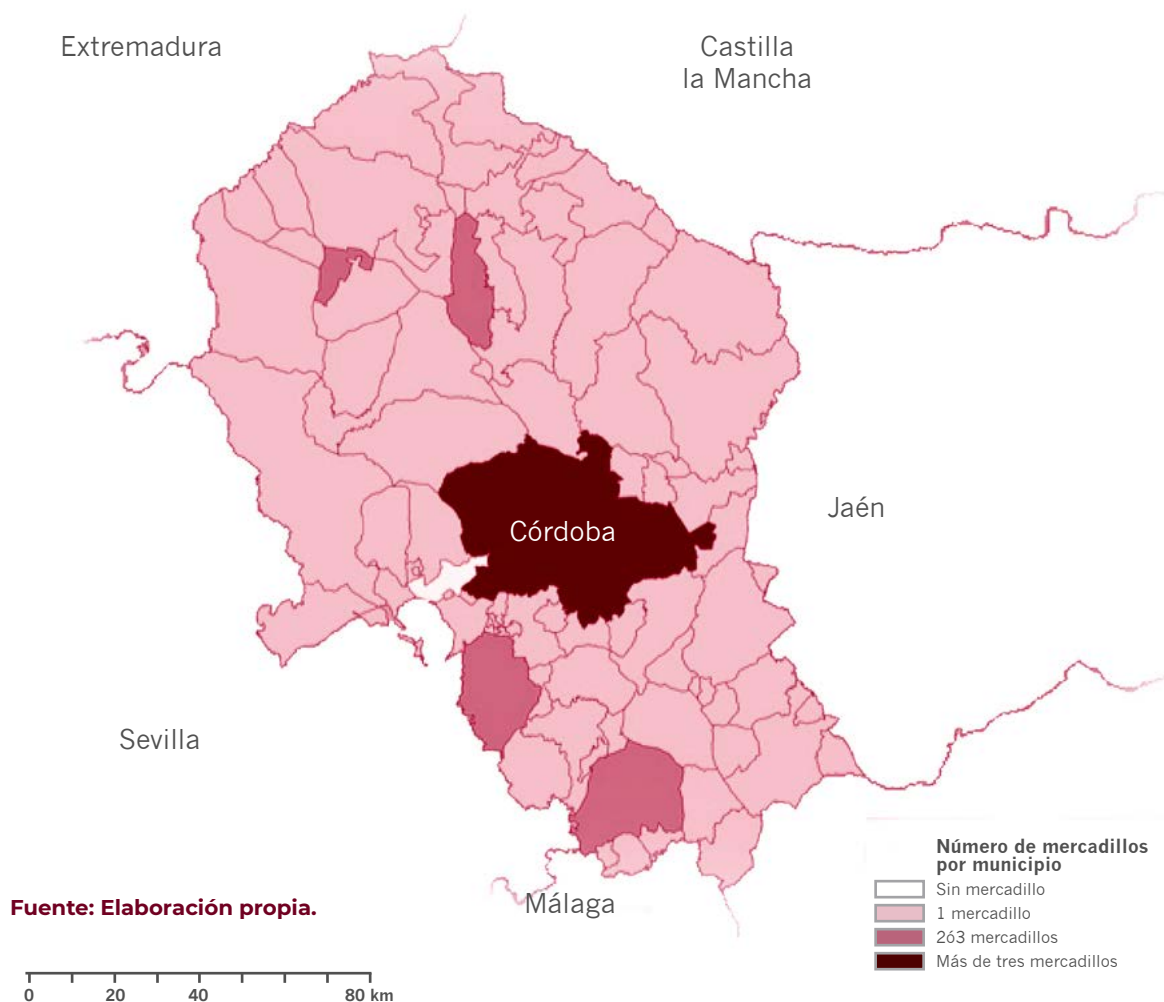 Extremadura
Castilla
la Mancha
Jaén
Córdoba
Sevilla
Málaga
Número de mercadillos
por municipio
Sin mercadillo
1 mercadillo
2ó3 mercadillos
Más de tres mercadillos
Fuente: Elaboración propia.
0 20 40 80 km